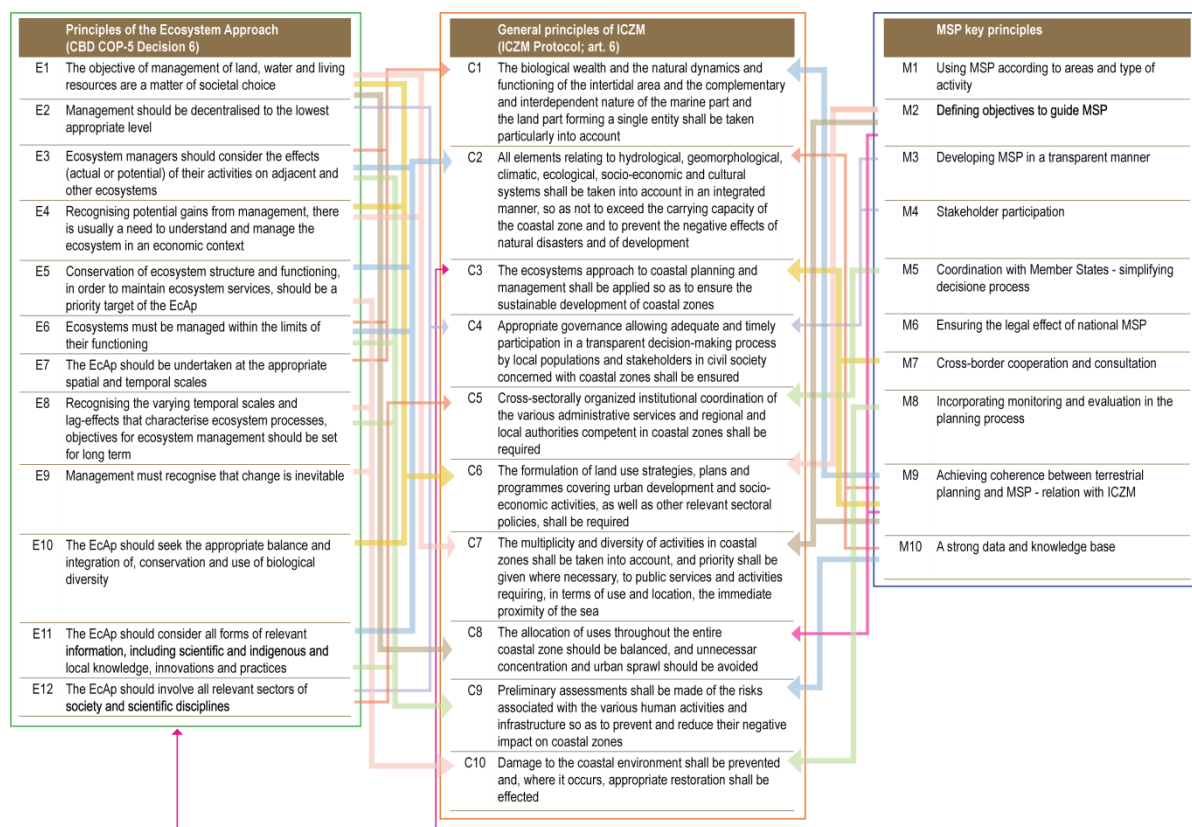 Principles of the Ecosystem Approach
(CBD COP-5 Decision 6)
E1 The objective of management of land, water and living
resources are a matter of societal choice
E2 Management should be decentralised to the lowest
appropriate level
E3 Ecosystem managers should consider the effects
(actual or potential) of their activities on adjacent and
other ecosystems
E4 Recognising potential gains from management, there
is usually a need to understand and manage the
ecosystem in an economic context
E5 Conservation of ecosystem structure and functioning,
in order to maintain ecosystem services, should be a
priority target of the EcAp
E6 Ecosystems must be managed within the limits of
their functioning
E7 The EcAp should be undertaken at the appropriate
spatial and temporal scales
E8 Recognising the varying temporal scales and
lag-effects that characterise ecosystem processes,
objectives for ecosystem management should be set
for long term
E9 Management must recognise that change is inevitable
E10 The EcAp should seek the appropriate balance and
integration of, conservation and use of biological
diversity
E11 The EcAp should consider all forms of relevant
information, including scientific and indigenous and
local knowledge, innovations and practices
E12 The EcAp should involve all relevant sectors of
society and scientific disciplines
General principles of ICZM
(ICZM Protocol; art. 6)
C1 The biological wealth and the natural dynamics and
functioning of the intertidal area and the complementary
and interdependent nature of the marine part and
the land part forming a single entity shall be taken
particularly into account
C2 All elements relating to hydrological, geomorphological,
climatic, ecological, socio-economic and cultural
systems shall be taken into account in an integrated
manner, so as not to exceed the carrying capacity of
the coastal zone and to prevent the negative effects of
natural disasters and of development
C3 The ecosystems approach to coastal planning and
management shall be applied so as to ensure the
sustainable development of coastal zones
C4 Appropriate governance allowing adequate and timely
participation in a transparent decision-making process
by local populations and stakeholders in civil society
concerned with coastal zones shall be ensured
C5 Cross-sectorally organized institutional coordination of
the various administrative services and regional and
local authorities competent in coastal zones shall be
required
C6 The formulation of land use strategies, plans and
programmes covering urban development and socio-
economic activities, as well as other relevant sectoral
policies, shall be required
C7 The multiplicity and diversity of activities in coastal
zones shall be taken into account, and priority shall be
given where necessary, to public services and activities
requiring, in terms of use and location, the immediate
proximity of the sea
C8 The allocation of uses throughout the entire
coastal zone should be balanced, and unnecessar
concentration and urban sprawl should be avoided
C9 Preliminary assessments shall be made of the risks
associated with the various human activities and
infrastructure so as to prevent and reduce their negative
impact on coastal zones
C10 Damage to the coastal environment shall be prevented
and, where it occurs, appropriate restoration shall be
effected
MSP key principles
M1 Using MSP according to areas and type of
activity
M2 Defining objectives to guide MSP
M3 Developing MSP in a transparent manner
M4 Stakeholder participation
M5 Coordination with Member States - simplifying
decisione process
M6 Ensuring the legal effect of national MSP
M7 Cross-border cooperation and consultation
M8 Incorporating monitoring and evaluation in the
planning process
M9 Achieving coherence between terrestrial
planning and MSP - relation with ICZM
M10 A strong data and knowledge base